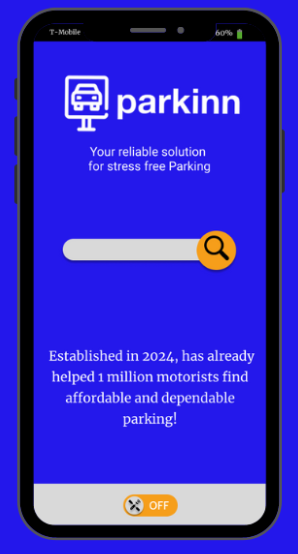 T-Mobile 60%
parkinn
Your reliable solution
for stress free Parking
Established in 2024, has already
helped 1 million motorists find
affordable and dependable
parking!
OFF